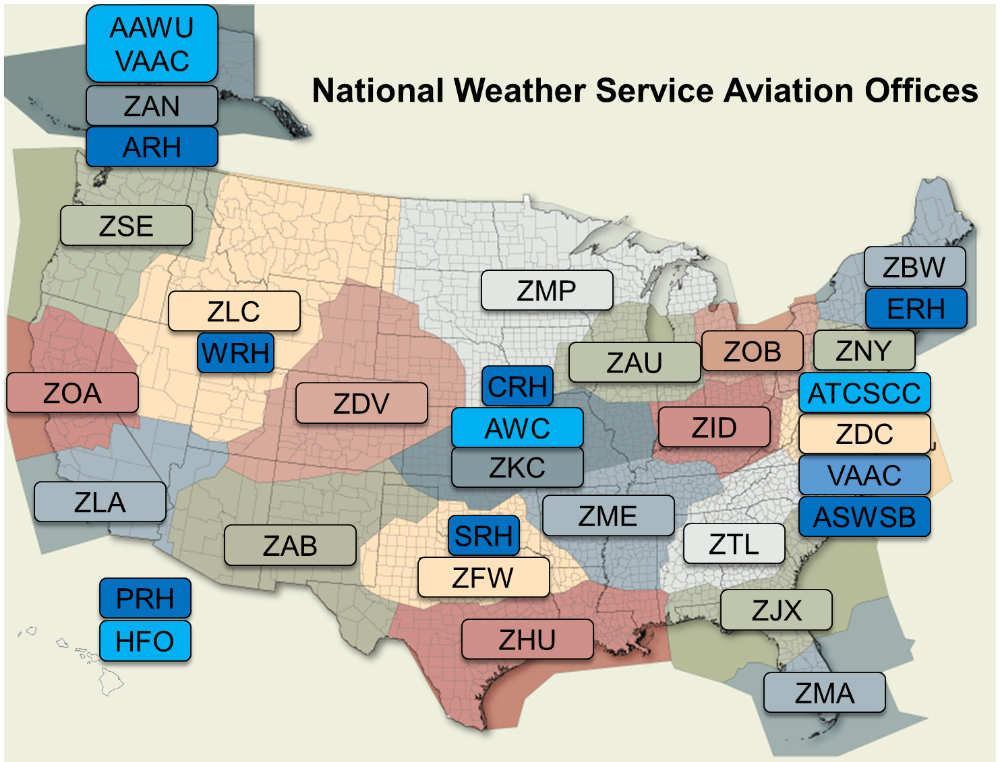 AAWU
VAAC
National Weather Service Aviation Offices
ZAN
ARH
ZSE
ZBW
ZMP
ZLC
ERH
WRH
ZAU
ZOB
ZNY
ZOA
CRH
ATCSCC
ZDV
AWC
ZID
ZDC
ZKC
VAAC
ZLA
ZME
ASWSB
SRH
ZAB
ZTL
ZFW
PRH
ZJX
HFO
ZHU
ZMA